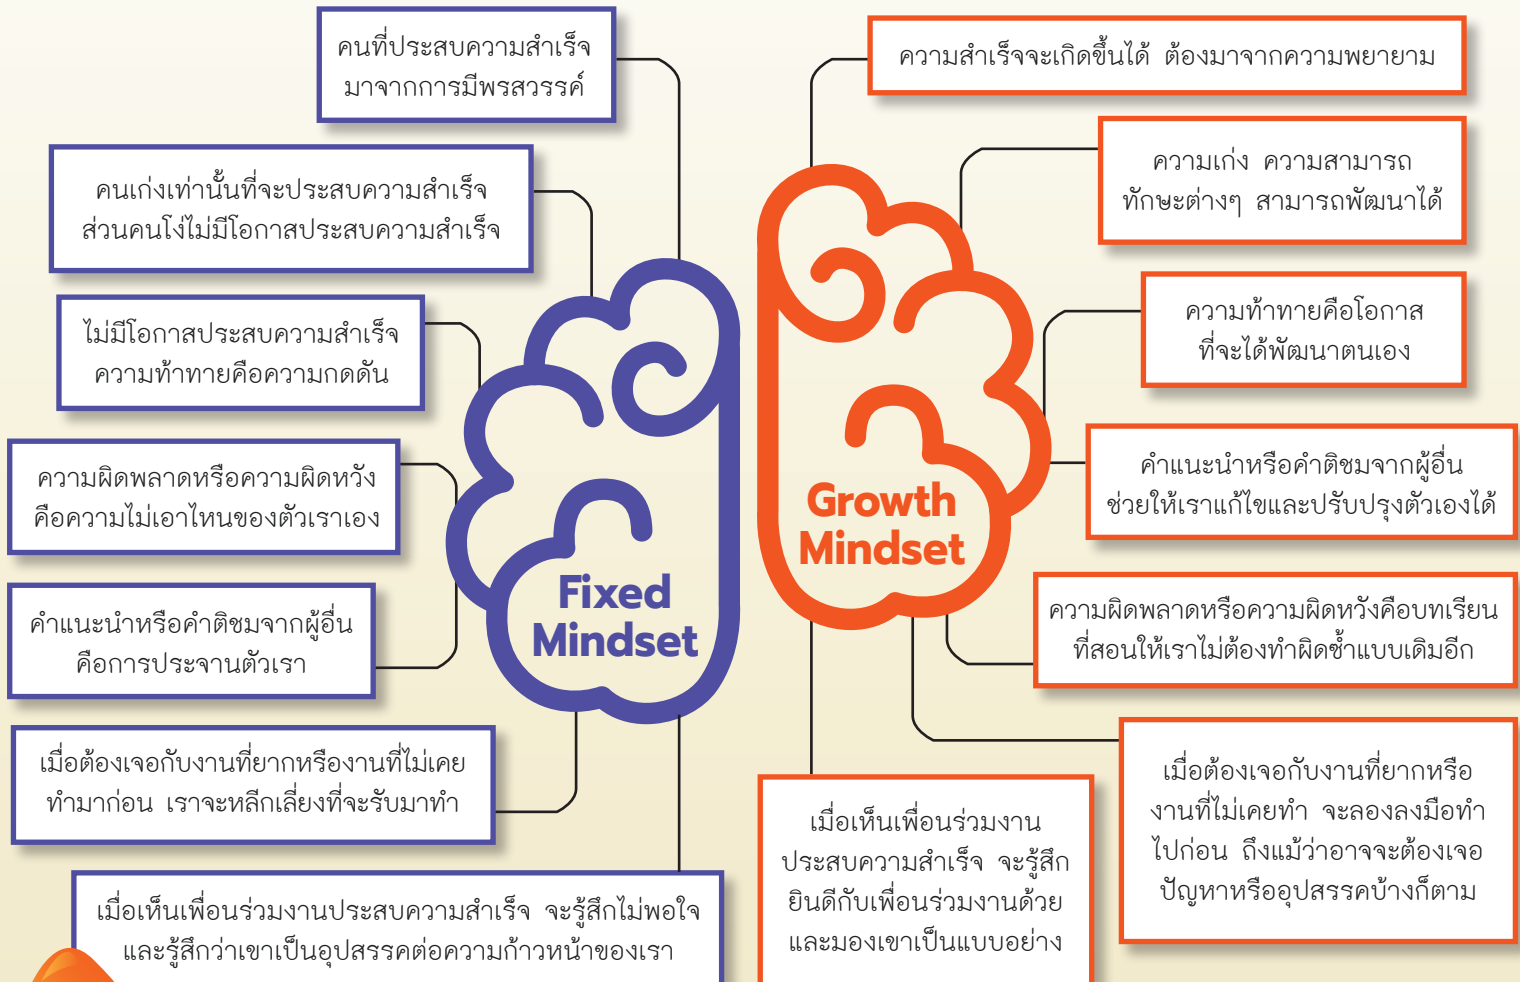 คนที่ประสบความสำเร็จ
มาจากการมีพรสวรรค์
คนเก่งเท่านั้นที่จะประสบความสำเร็จ
ส่วนคนโง่ไม่มีโอกาสประสบความสำเร็จ
ไม่มีโอกาสประสบความสำเร็จ
ความท้าทายคือความกดดัน
ความผิดพลาดหรือความผิดหวัง
คือความไม่เอาไหนของตัวเราเอง
คำแนะนำหรือคำติชมจากผู้อื่น
คือการประจานตัวเรา
เมื่อต้องเจอกับงานที่ยากหรืองานที่ไม่เคย
ทำมาก่อน เราจะหลีกเลี่ยงที่จะรับมาทำ
เมื่อเห็นเพื่อนร่วมงานประสบความสำเร็จ จะรู้สึกไม่พอใจ
และรู้สึกว่าเขาเป็นอุปสรรคต่อความก้าวหน้าของเรา
Fixed
Mindset
Growth
Mindset
ความสำเร็จจะเกิดขึ้นได้ ต้องมาจากความพยายาม
ความเก่ง ความสามารถ
ทักษะต่างๆ สามารถพัฒนาได้
ความท้าทายคือโอกาส
ที่จะได้พัฒนาตนเอง
คำแนะนำหรือคำติชมจากผู้อื่น
ช่วยให้เราแก้ไขและปรับปรุงตัวเองได้
ความผิดพลาดหรือความผิดหวังคือบทเรียน
ที่สอนให้เราไม่ต้องทำผิดซ้ำแบบเดิมอีก
เมื่อต้องเจอกับงานที่ยากหรือ
งานที่ไม่เคยทำ จะลองลงมือทำ
ไปก่อน ถึงแม้ว่าอาจจะต้องเจอ
ปัญหาหรืออุปสรรคบ้างก็ตาม
เมื่อเห็นเพื่อนร่วมงาน
ประสบความสำเร็จ จะรู้สึก
ยินดีกับเพื่อนร่วมงานด้วย
และมองเขาเป็นแบบอย่าง